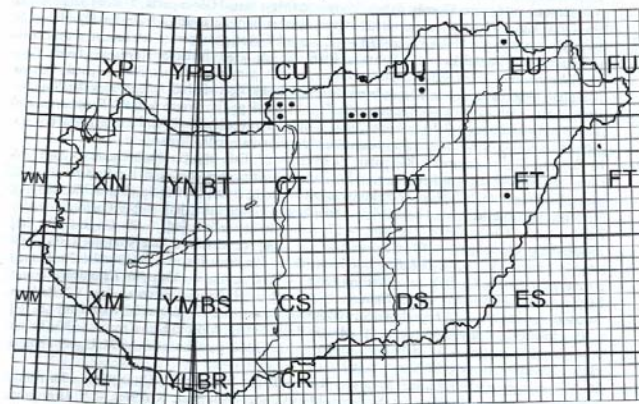 XP YPBU CU DU EU FU
WN XN YNBT CT DT ET FT
WM XM YMBS CS DS ES
XL YLBR CR